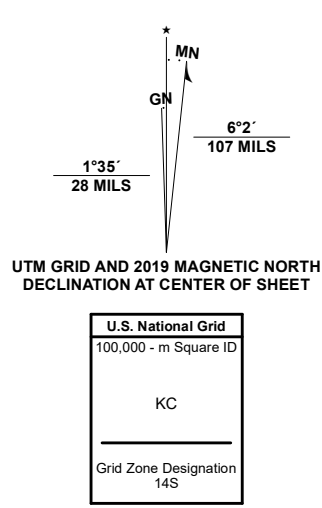 ★
MN
GN
6°2´
107 MILS
1°35´
28 MILS
UTM GRID AND 2019 MAGNETIC NORTH
DECLINATION AT CENTER OF SHEET
U.S. National Grid
100,000 - m Square ID
KC
Grid Zone Designation
14S